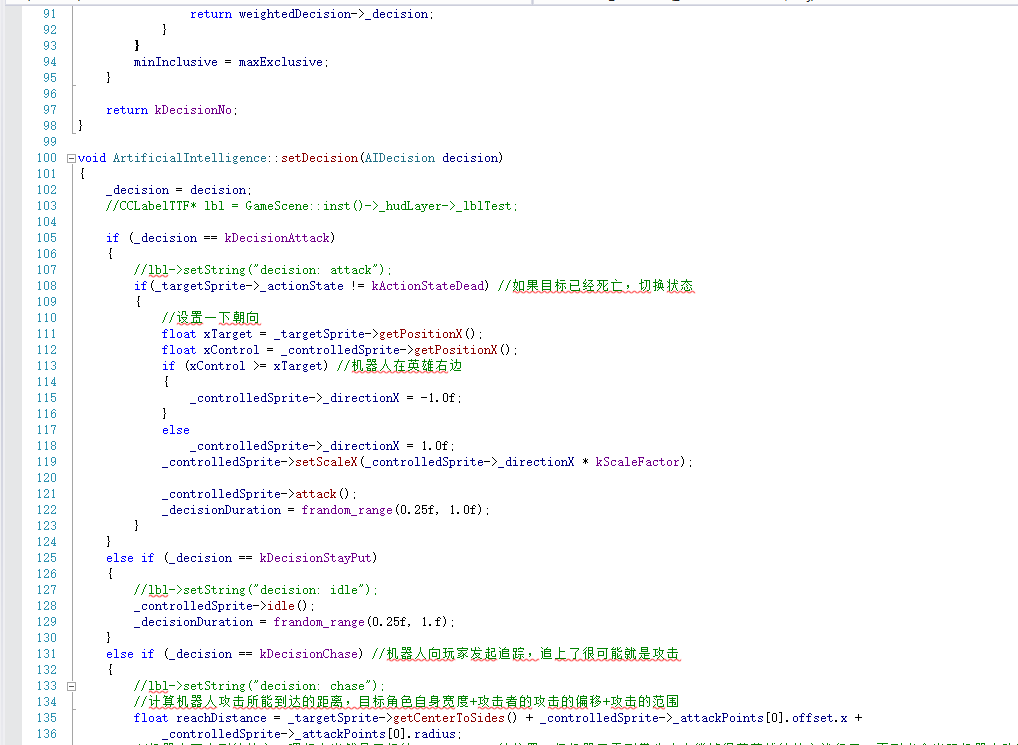 91 return weightedDecision->_decision;
92 }
93 }
94 minInclusive = maxExclusive;
95 }
96
97 return kDecisionNo;
98 }
99
100 void ArtificialIntelligence::setDecision(AIDecision decision)
101 {
102 _decision = decision;
103 //CCLabelTTF* lbl = GameScene::inst()->_hudLayer->_lblTest;
104
105 if (_decision == kDecisionAttack)
106 {
107 //lbl->setString("decision: attack");
108 if(_targetSprite->_actionState != kActionStateDead) //如果目标已经死亡，切换状态
109 {
110 //设置一下朝向
111 float xTarget = _targetSprite->getPositionX();
112 float xControl = _controlledSprite->getPositionX();
113 if (xControl >= xTarget) //机器人在英雄右边
114 {
115 _controlledSprite->_directionX = -1.0f;
116 }
117 else
118 _controlledSprite->_directionX = 1.0f;
119 _controlledSprite->setScaleX(_controlledSprite->_directionX * kScaleFactor);
120
121 _controlledSprite->attack();
122 _decisionDuration = frandom_range(0.25f, 1.0f);
123 }
124 }
125 else if (_decision == kDecisionStayPut)
126 {
127 //lbl->setString("decision: idle");
128 _controlledSprite->idle();
129 _decisionDuration = frandom_range(0.25f, 1.f);
130 }
131 else if (_decision == kDecisionChase) //机器人向玩家发起追踪，追上了很可能就是攻击
132 {
133 //lbl->setString("decision: chase");
134 //计算机器人攻击所能到达的距离，目标角色自身宽度+攻击者的攻击的偏移+攻击的范围
135 float reachDistance = _targetSprite->getCenterToSides() + _controlledSprite->_attackPoints[0].offset.x +
136 _controlledSprite->_attackPoints[0].radius;